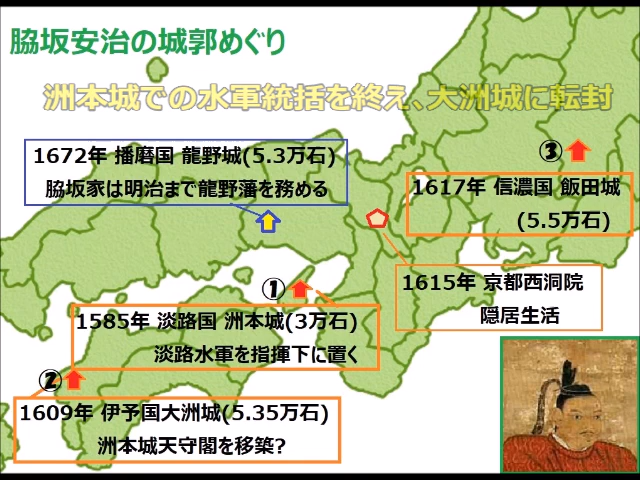 脇坂安治の城郭めぐり
洲本城での水軍統括を終え、大洲城に転封
1672年 播磨国 龍野城(5.3万石)
脇坂家は明治まで龍野藩を務める
③
1617年 信濃国 飯田城
(5.5万石)
1615年 京都西洞院
隠居生活
①
1585年 淡路国 洲本城(3万石)
淡路水軍を指揮下に置く
②
1609年 伊予国大洲城(5.35万石)
洲本城天守閣を移築?